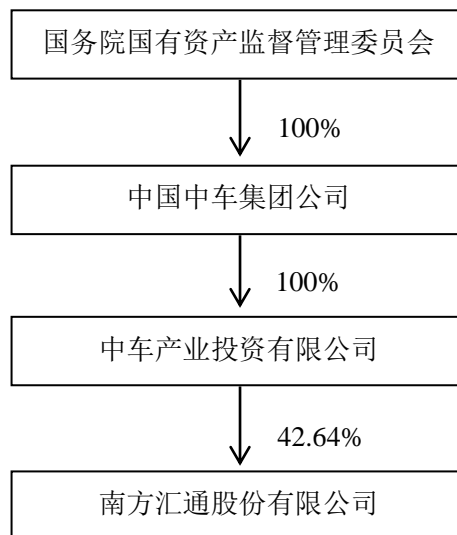 国务院国有资产监督管理委员会
100%
中国中车集团公司
100%
中车产业投资有限公司
42.64%
南方汇通股份有限公司